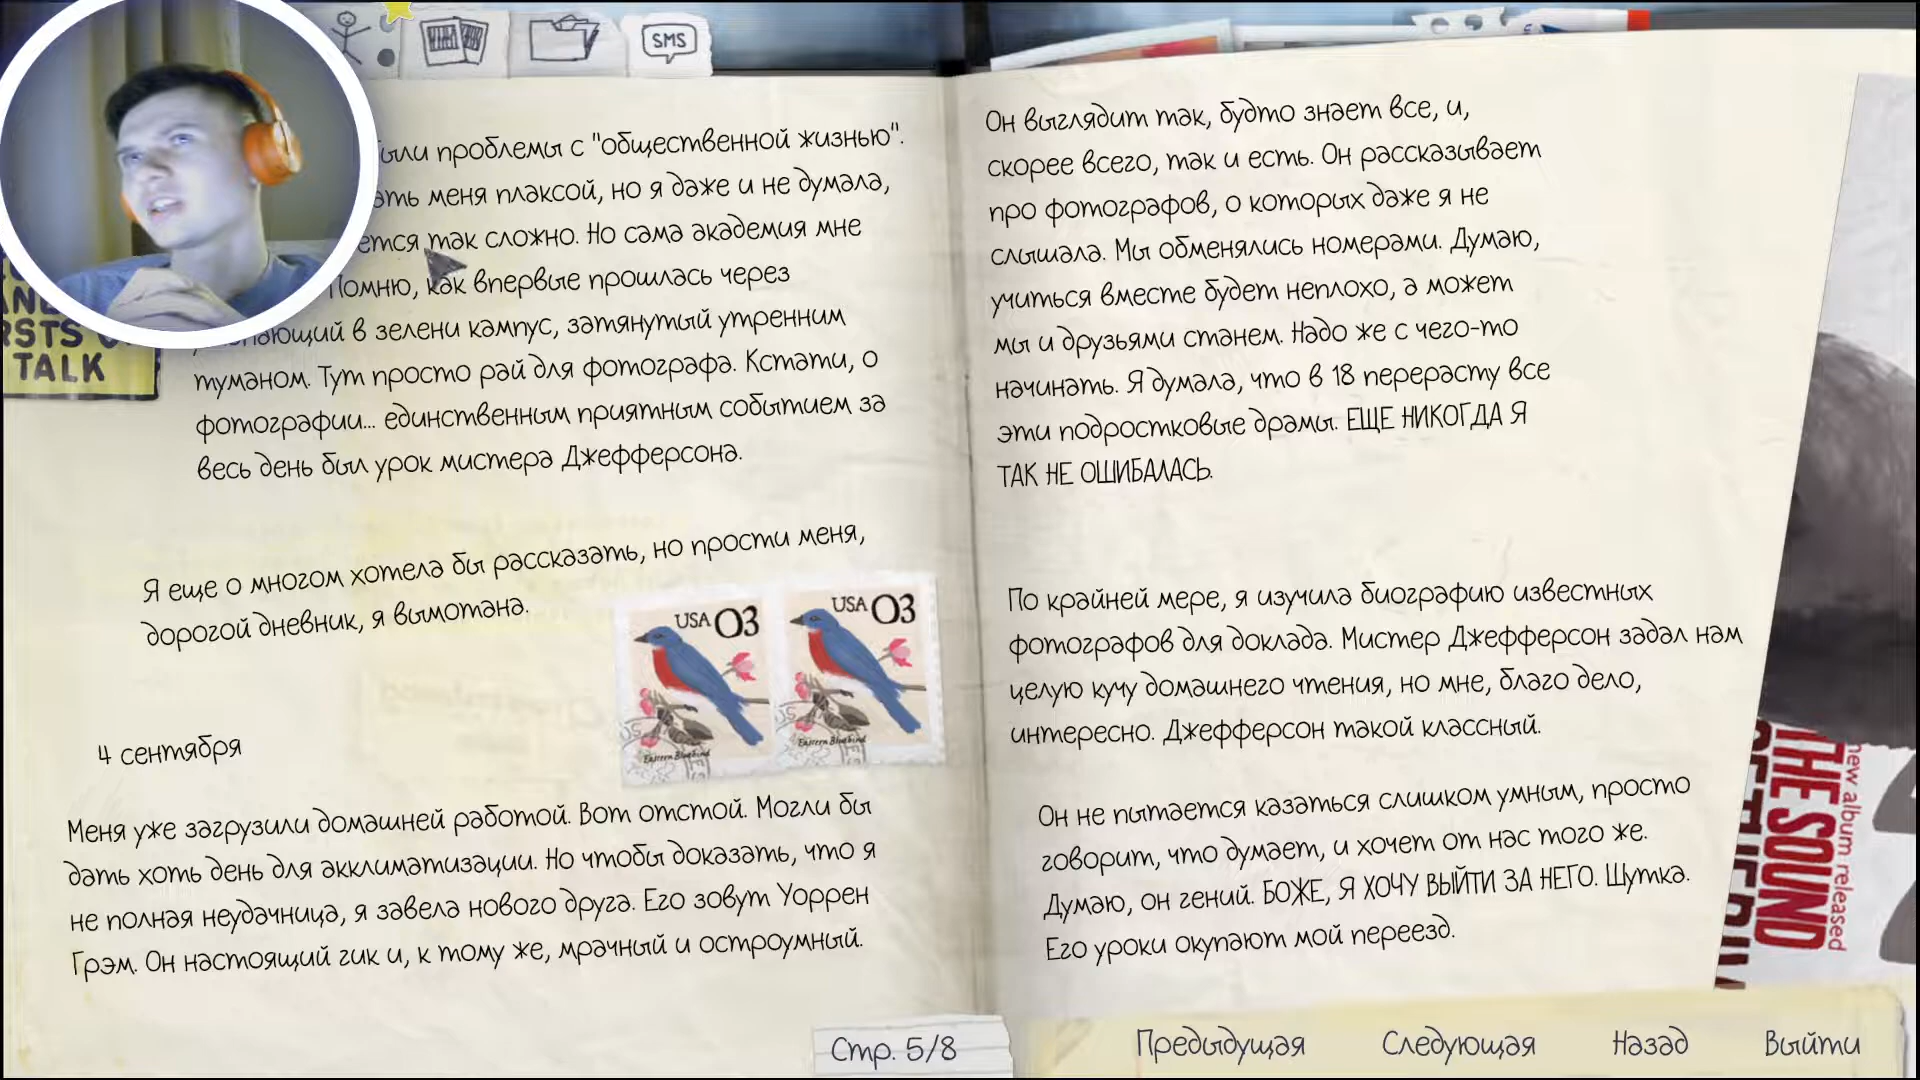 SMS
были проблемы с "общественной жизнью".
меня плаксой, но я даже и не думала,
так сложно. Но сама академия мне
Помню, как впервые прошлась через
в зелени кампус, затянутый утренним
туманом. Тут просто рай для фотографа. Кстати, о
фотографии... единственным приятным событием за
весь день был урок мистера Джефферсона.
Я еще о многом хотела бы рассказать, но прости меня,
дорогой дневник, я вымотана.
USA 03
Eastern Bluebird
USA 03
Eastern Bluebird
4 сентября
Меня уже загрузили домашней работой. Вот отстой. Могли бы
дать хоть день для акклиматизации. Но чтобы доказать, что я
не полная неудачница, я завела нового друга. Его зовут Уоррен
Грэм. Он настоящий гик и, к тому же, мрачный и остроумный.
Он выглядит так, будто знает все, и,
скорее всего, так и есть. Он рассказывает
про фотографов, о которых даже я не
слышала. Мы обменялись номерами. Думаю,
учиться вместе будет неплохо, а может
мы и друзьями станем. Надо же с чего-то
начинать. Я думала, что в 18 перерасту все
эти подростковые драмы. ЕЩЕ НИКОГДА Я
ТАК НЕ ОШИБАЛАСЬ.
По крайней мере, я изучила биографию известных
фотографов для доклада. Мистер Джефферсон задал нам
целую кучу домашнего чтения, но мне, благо дело,
интересно. Джефферсон такой классный.
Он не пытается казаться слишком умным, просто
говорит, что думает, и хочет от нас того же.
Думаю, он гений. БОЖЕ, Я ХОЧУ ВЫЙТИ ЗА НЕГО. Шутка.
Его уроки окупают мой переезд.
TALK
new album released
THE SOUND
Стр. 5/8
Предыдущая
Следующая
Назад
Выйти